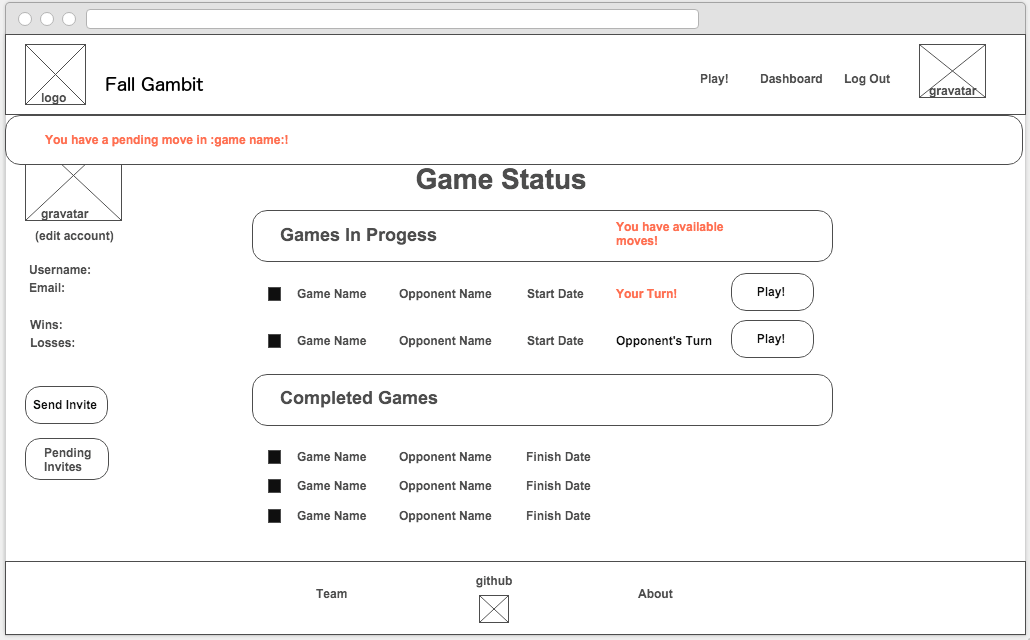 logo
Fall Gambit
Play!
Dashboard
Log Out
gravatar
You have a pending move in :game name:!
gravatar
(edit account)
Username:
Email:
Wins:
Losses:
Send Invite
Pending
Invites
Game Status
Games In Progess
You have available
moves!
Game Name Opponent Name Start Date Your Turn! Play!
Game Name Opponent Name Start Date Opponent's Turn Play!
Completed Games
Game Name Opponent Name Finish Date
Game Name Opponent Name Finish Date
Game Name Opponent Name Finish Date
Team
github
About